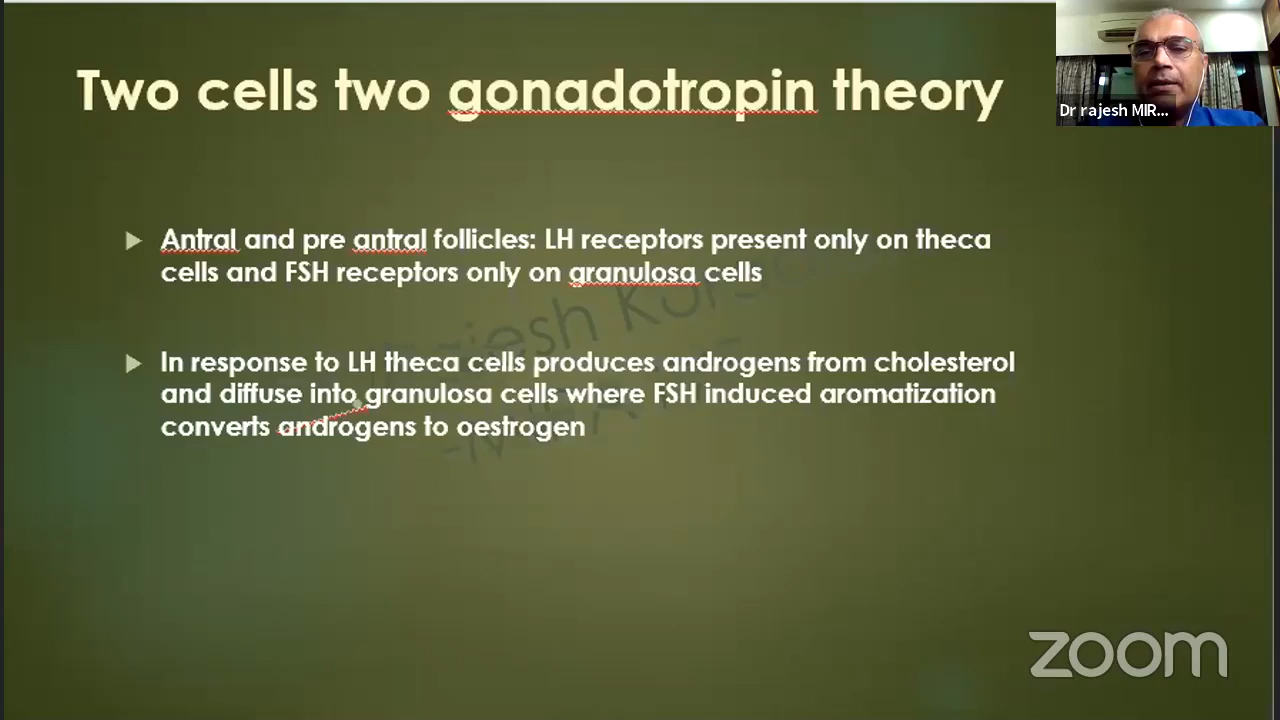 Two cells two gonadotropin theory
Dr rajesh MIR...
Antral and pre antral follicles: LH receptors present only on theca
cells and FSH receptors only on granulosa cells
In response to LH theca cells produces androgens from cholesterol
and diffuse into granulosa cells where FSH induced aromatization
converts androgens to oestrogen
zoom